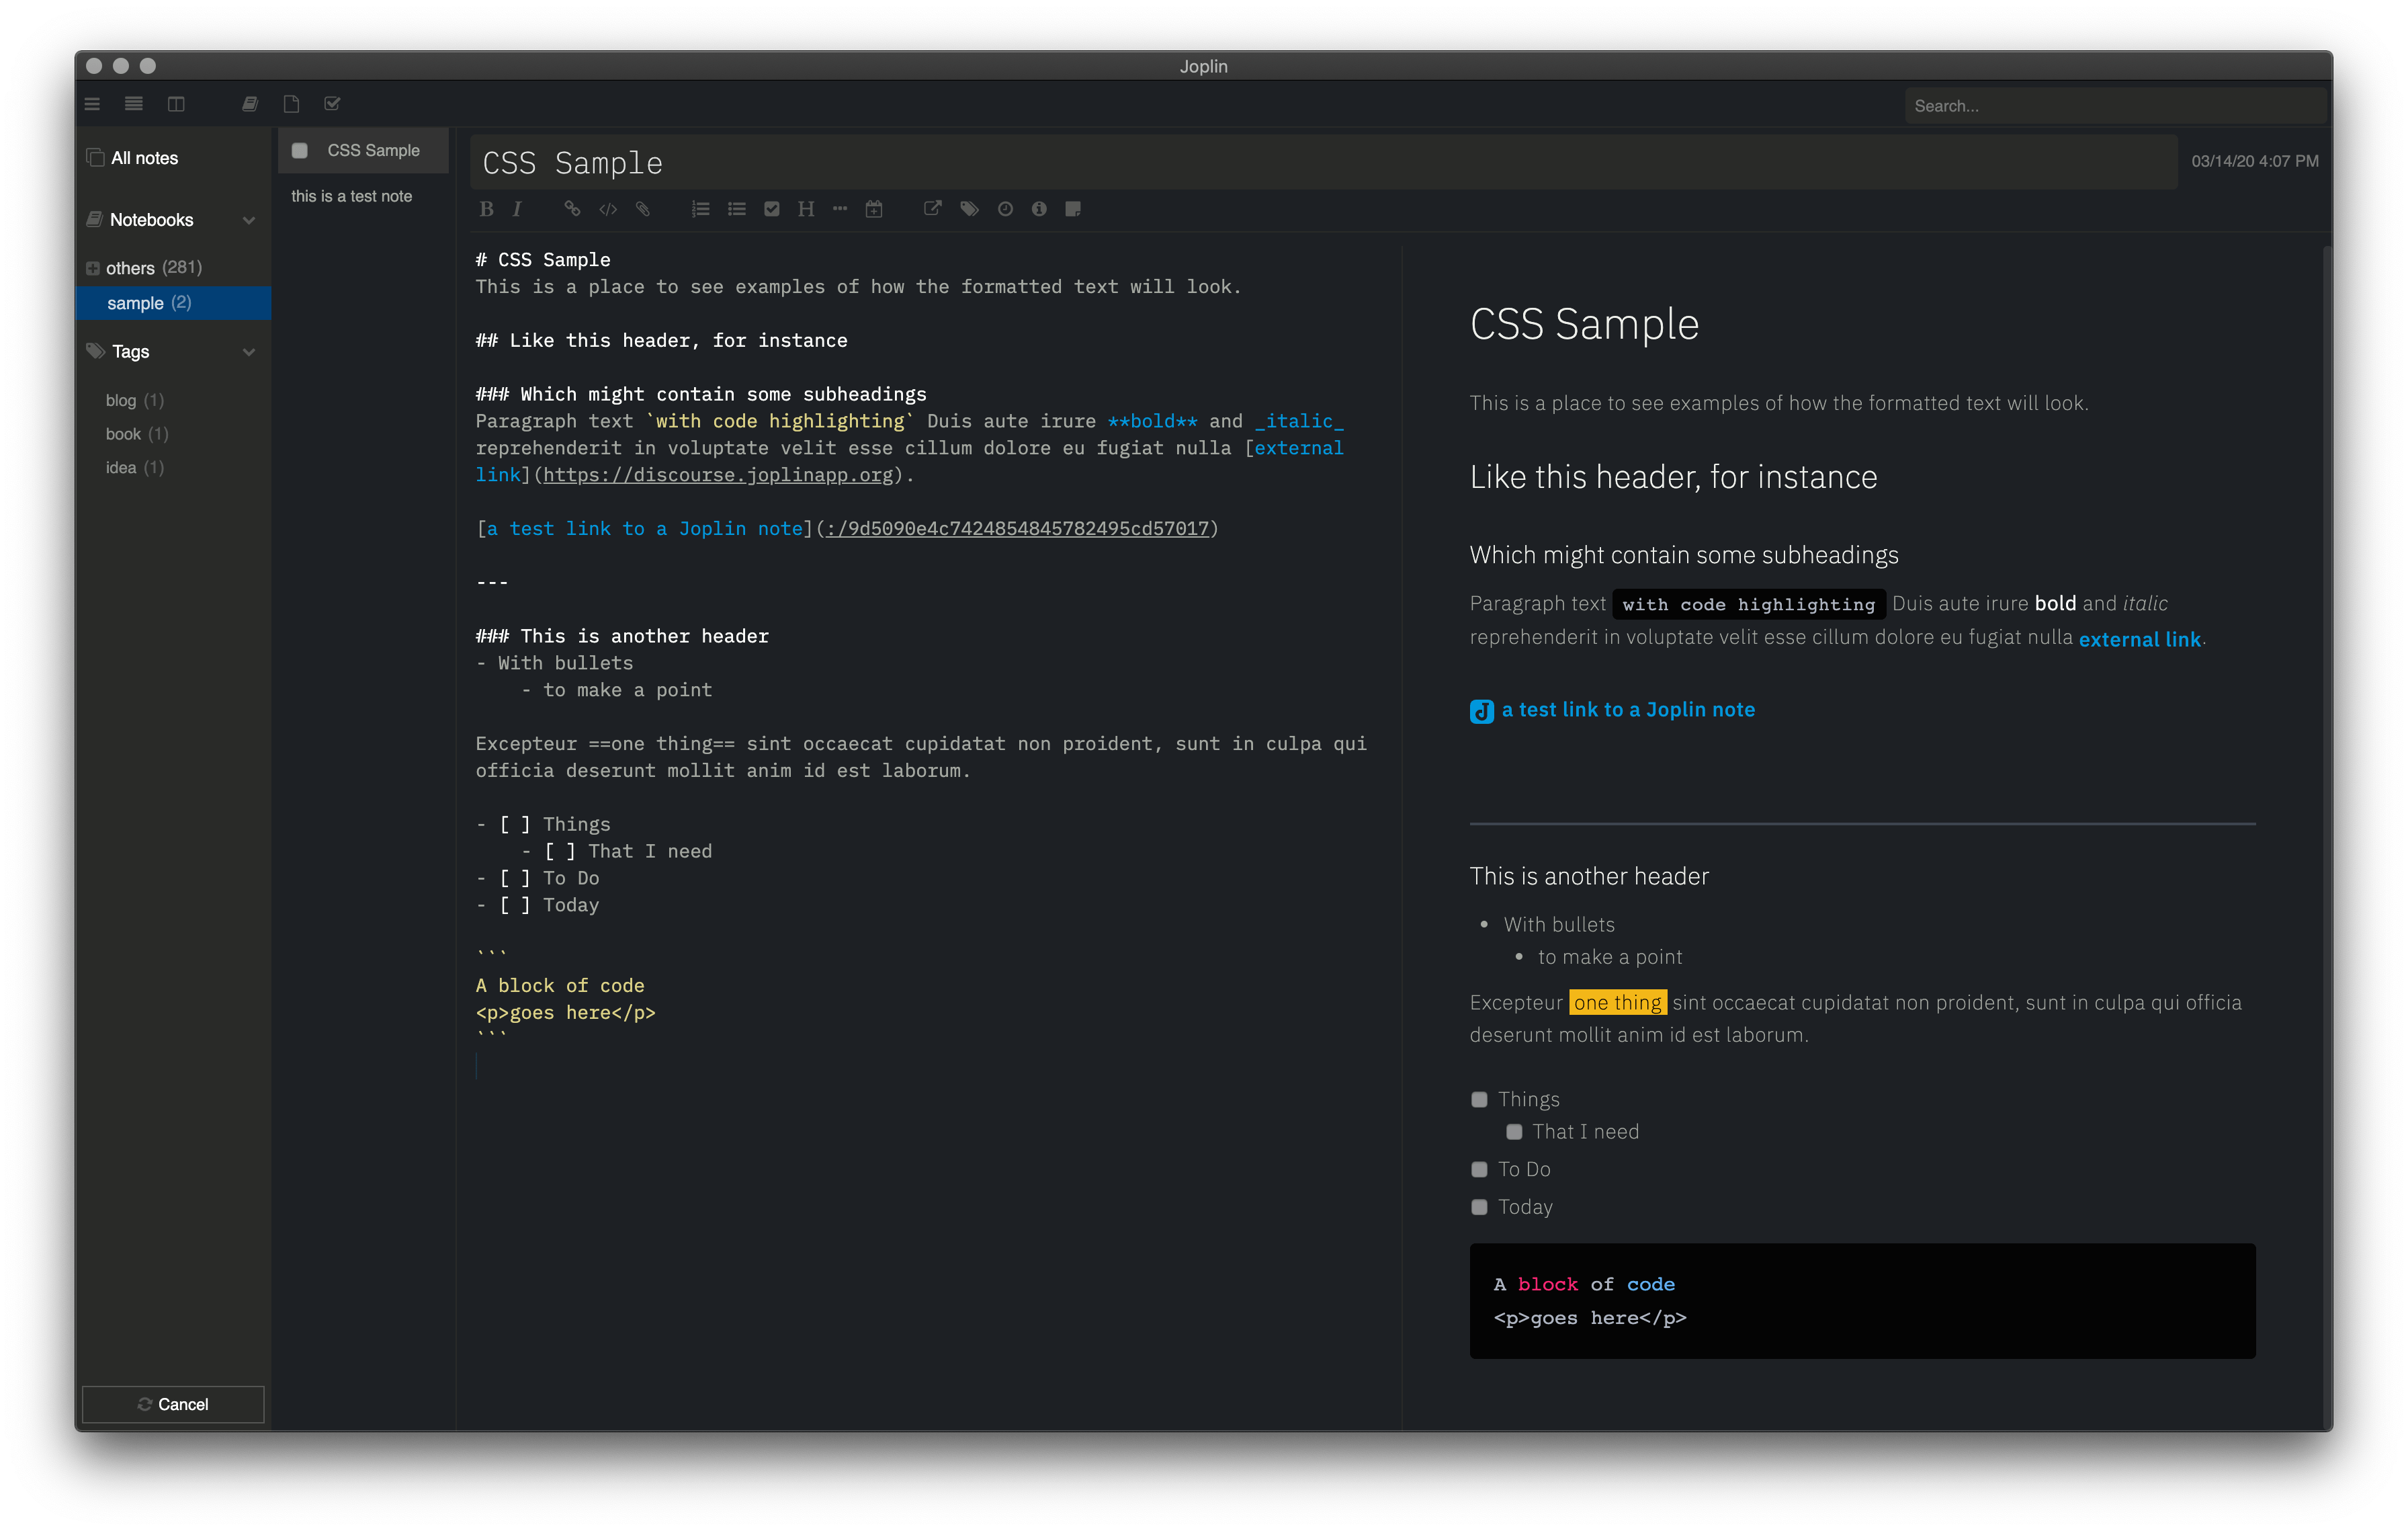 Joplin
Search...
All notes
Notebooks
others (281)
sample (2)
Tags
blog (1)
book (1)
idea (1)
Cancel
CSS Sample
this is a test note
CSS Sample
03/14/20 4:07 PM
# CSS Sample
This is a place to see examples of how the formatted text will look.
## Like this header, for instance
### Which might contain some subheadings
Paragraph text `with code highlighting` Duis aute irure **bold** and _italic_
reprehenderit in voluptate velit esse cillum dolore eu fugiat nulla [external
link](https://discourse.joplinapp.org).
[a test link to a Joplin note](:/9d5090e4c7424854845782495cd57017)
---
### This is another header
- With bullets
    - to make a point
Excepteur ==one thing== sint occaecat cupidatat non proident, sunt in culpa qui
officia deserunt mollit anim id est laborum.
- [ ] Things
    - [ ] That I need
- [ ] To Do
- [ ] Today
```
A block of code
<p>goes here</p>
```
CSS Sample
This is a place to see examples of how the formatted text will look.
Like this header, for instance
Which might contain some subheadings
Paragraph text with code highlighting Duis aute irure bold and italic
reprehenderit in voluptate velit esse cillum dolore eu fugiat nulla external link.
a test link to a Joplin note
This is another header
• With bullets
• to make a point
Excepteur one thing sint occaecat cupidatat non proident, sunt in culpa qui officia
deserunt mollit anim id est laborum.
Things
That I need
To Do
Today
A block of code
<p>goes here</p>